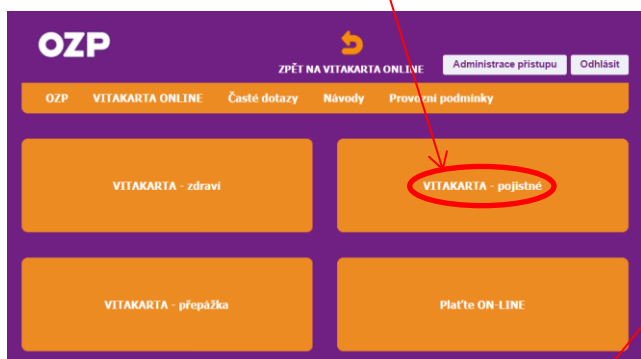 OZP
ZPĚT NA VITAKARTA ONLINE
Administrace přístupu
Odhlásit
OZP VITAKARTA ONLINE Časté dotazy Návody Provozní podmínky
VITAKARTA - zdraví
VITAKARTA - pojistné
VITAKARTA - přepážka
Plaťte ON-LINE